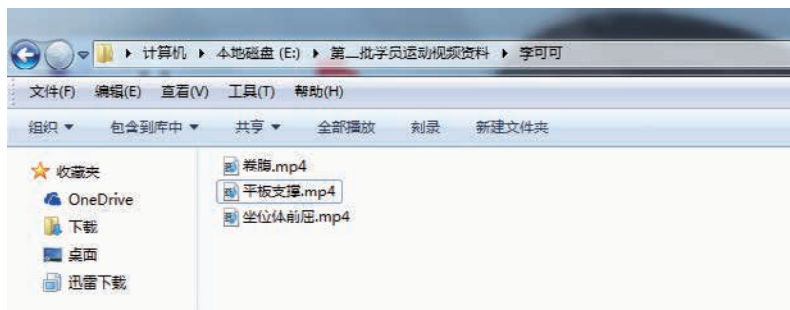 计算机 ▸ 本地磁盘 (E:) ▸ 第二批学员运动视频资料 ▸ 李可可
文件(F) 编辑(E) 查看(V) 工具(T) 帮助(H)
组织 ▾ 包含到库中 ▾ 共享 ▾ 全部播放 刻录 新建文件夹
收藏夹
OneDrive
下载
桌面
迅雷下载
卷腹.mp4
平板支撑.mp4
坐位体前屈.mp4